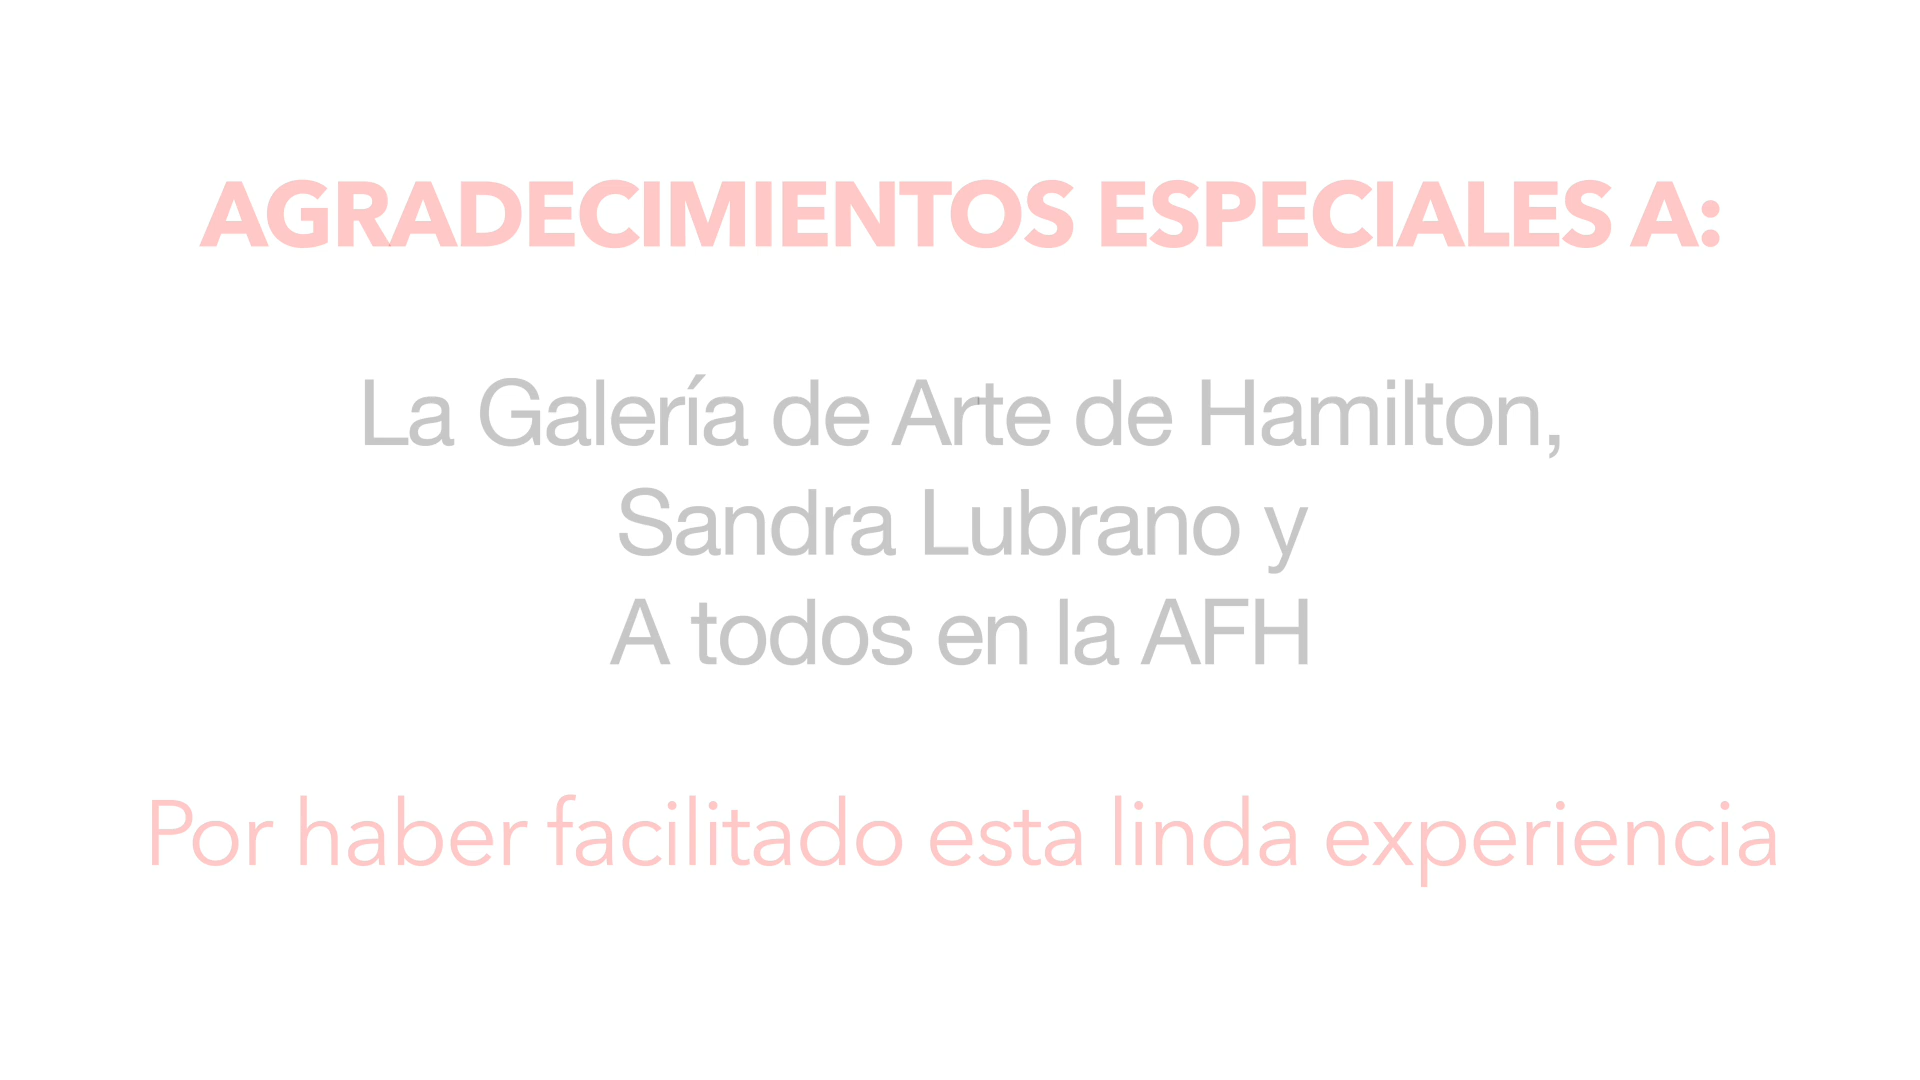 AGRADECIMIENTOS ESPECIALES A:
La Galería de Arte de Hamilton,
Sandra Lubrano y
A todos en la AFH
Por haber facilitado esta linda experiencia